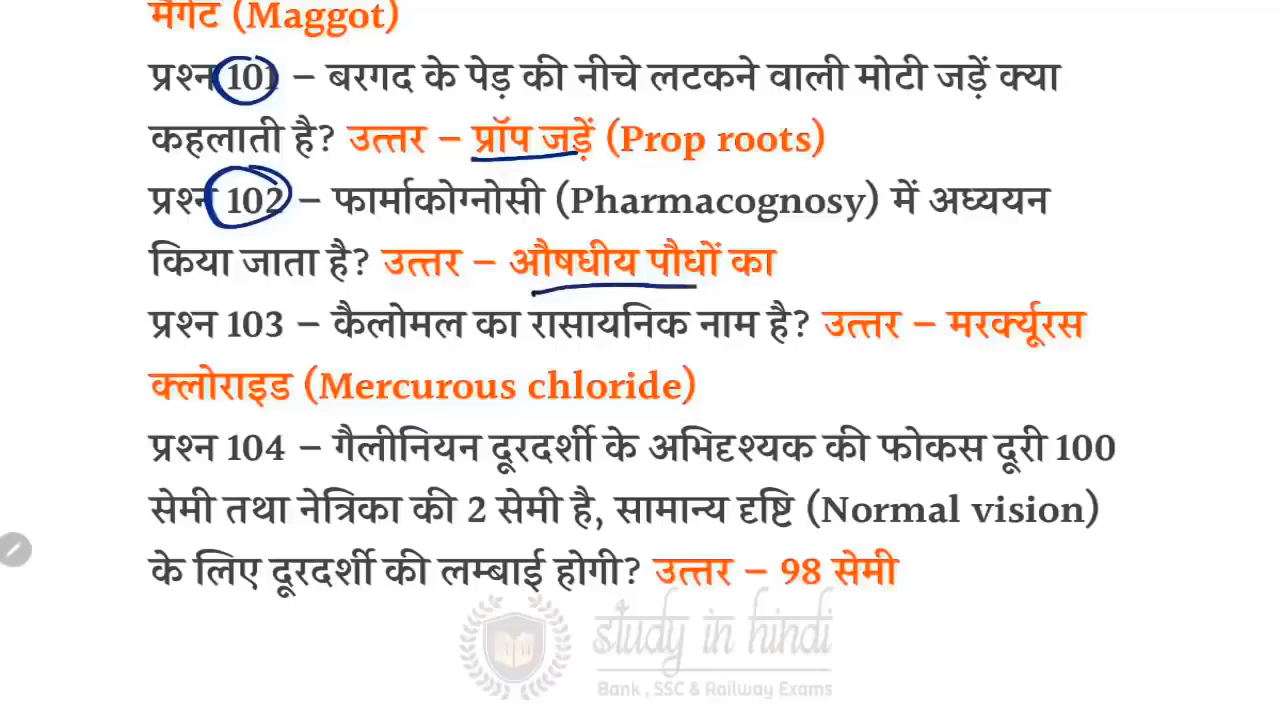 मैगेट (Maggot)
प्रश्न 101 – बरगद के पेड़ की नीचे लटकने वाली मोटी जड़ें क्या
कहलाती है? उत्तर – प्रॉप जड़ें (Prop roots)
प्रश्न 102 – फार्माकोग्नोसी (Pharmacognosy) में अध्ययन
किया जाता है? उत्तर – औषधीय पौधों का
प्रश्न 103 – कैलोमल का रासायनिक नाम है? उत्तर – मरक्यूरस
क्लोराइड (Mercurous chloride)
प्रश्न 104 – गैलीनियन दूरदर्शी के अभिदृश्यक की फोकस दूरी 100
सेमी तथा नेत्रिका की 2 सेमी है, सामान्य दृष्टि (Normal vision)
के लिए दूरदर्शी की लम्बाई होगी? उत्तर – 98 सेमी
study in hindi
Bank , SSC & Railway Exams